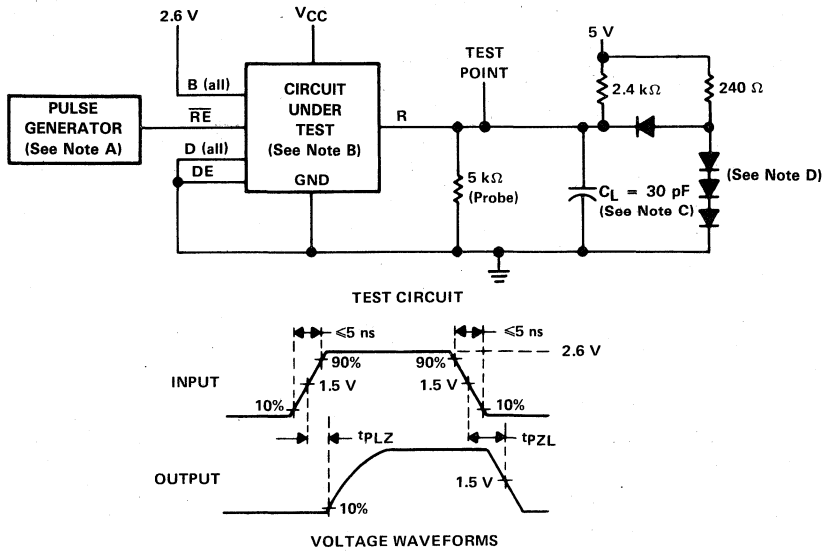 2.6 V
VCC
5 V
TEST
POINT
2.4 kΩ
240 Ω
B (all)
CIRCUIT
UNDER
TEST
(See Note B)
GND
PULSE
GENERATOR
(See Note A)
RE
D (all)
DE
R
5 kΩ
(Probe)
CL = 30 pF
(See Note C)
(See Note D)
TEST CIRCUIT
≤5 ns
≤5 ns
2.6 V
90%
90%
INPUT
1.5 V
1.5 V
10%
10%
tPLZ
tPZL
OUTPUT
1.5 V
10%
VOLTAGE WAVEFORMS